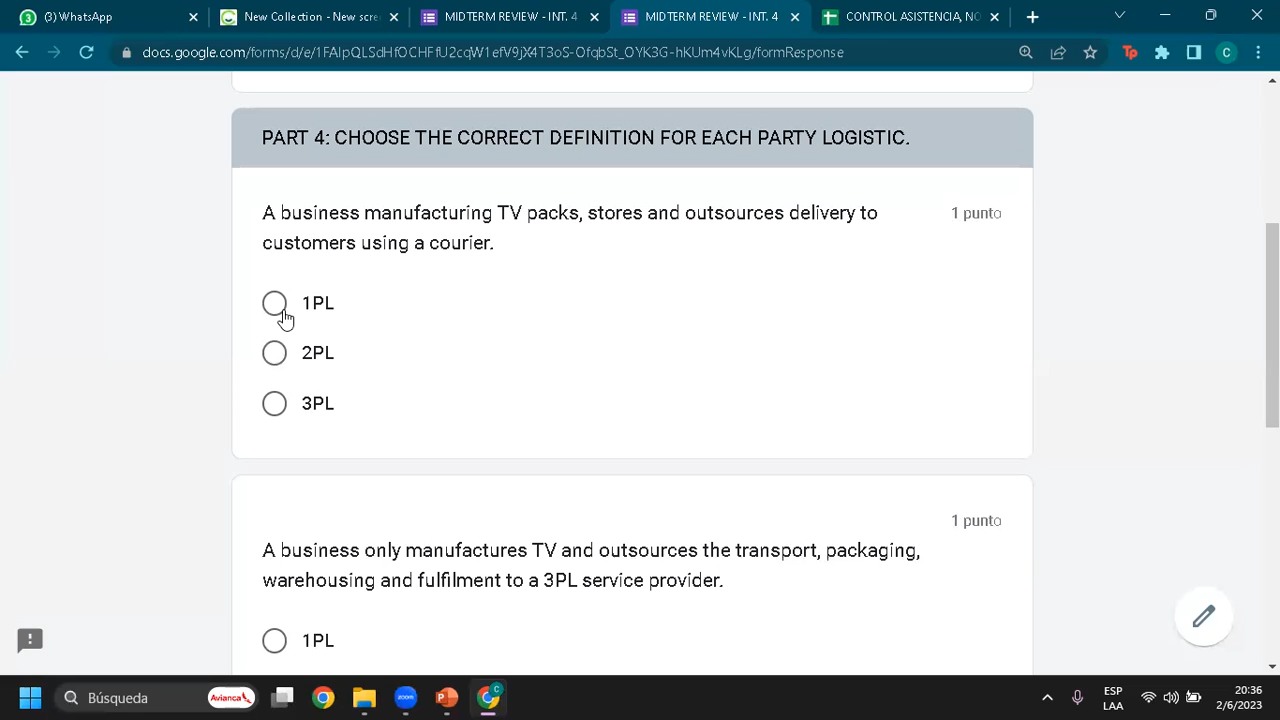 (3) WhatsApp
New Collection - New scre
MIDTERM REVIEW - INT. 4
MIDTERM REVIEW - INT. 4
CONTROL ASISTENCIA, NO
docs.google.com/forms/d/e/1FAIpQLSdHfOCHFfU2cqW1efV9jX4T3oS-OfqbSt_OYK3G-hKUm4vKLg/formResponse
PART 4: CHOOSE THE CORRECT DEFINITION FOR EACH PARTY LOGISTIC.
A business manufacturing TV packs, stores and outsources delivery to
customers using a courier.
1 punto
1PL
2PL
3PL
1 punto
A business only manufactures TV and outsources the transport, packaging,
warehousing and fulfilment to a 3PL service provider.
1PL
Búsqueda
Avianca
zoom
ESP
LAA
20:36
2/6/2023